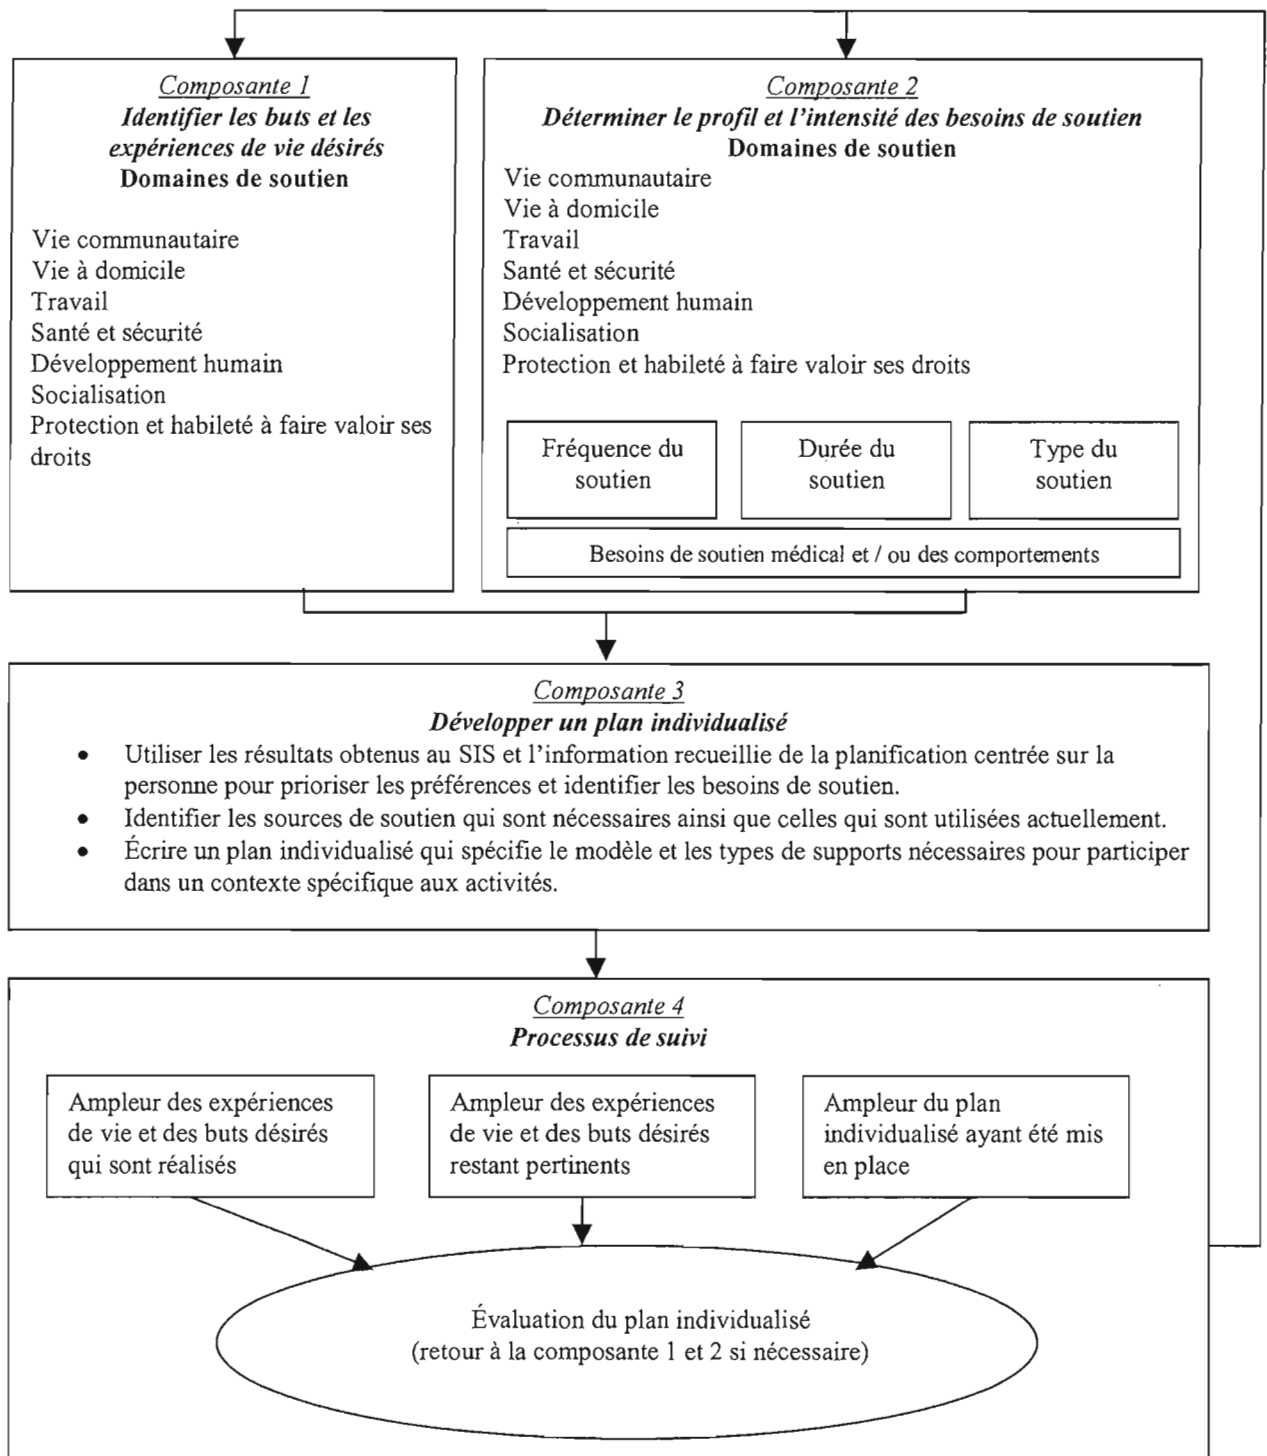 Composante 1
Identifier les buts et les
expériences de vie désirés
Domaines de soutien
Vie communautaire
Vie à domicile
Travail
Santé et sécurité
Développement humain
Socialisation
Protection et habileté à faire valoir ses
droits
Composante 2
Déterminer le profil et l'intensité des besoins de soutien
Domaines de soutien
Vie communautaire
Vie à domicile
Travail
Santé et sécurité
Développement humain
Socialisation
Protection et habileté à faire valoir ses droits
Fréquence du
soutien
Durée du
soutien
Type du
soutien
Besoins de soutien médical et / ou des comportements
Composante 3
Développer un plan individualisé
• Utiliser les résultats obtenus au SIS et l'information recueillie de la planification centrée sur la
personne pour prioriser les préférences et identifier les besoins de soutien.
• Identifier les sources de soutien qui sont nécessaires ainsi que celles qui sont utilisées actuellement.
• Écrire un plan individualisé qui spécifie le modèle et les types de supports nécessaires pour participer
dans un contexte spécifique aux activités.
Composante 4
Processus de suivi
Ampleur des expériences
de vie et des buts désirés
qui sont réalisés
Ampleur des expériences
de vie et des buts désirés
restant pertinents
Ampleur du plan
individualisé ayant été mis
en place
Évaluation du plan individualisé
(retour à la composante 1 et 2 si nécessaire)